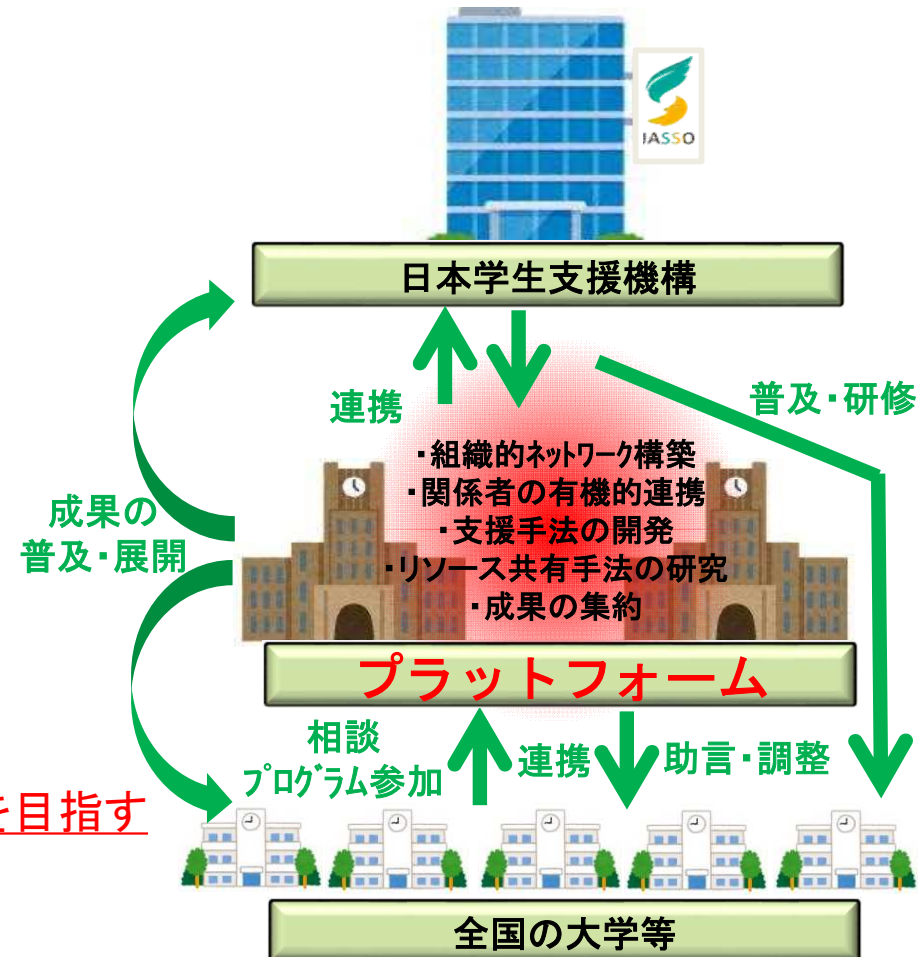 JASSO
日本学生支援機構
連携
普及・研修
・組織的ネットワーク構築
・関係者の有機的連携
・支援手法の開発
・リソース共有手法の研究
・成果の集約
成果の
普及・展開
プラットフォーム
相談
プログラム参加
連携
助言・調整
を目指す
全国の大学等